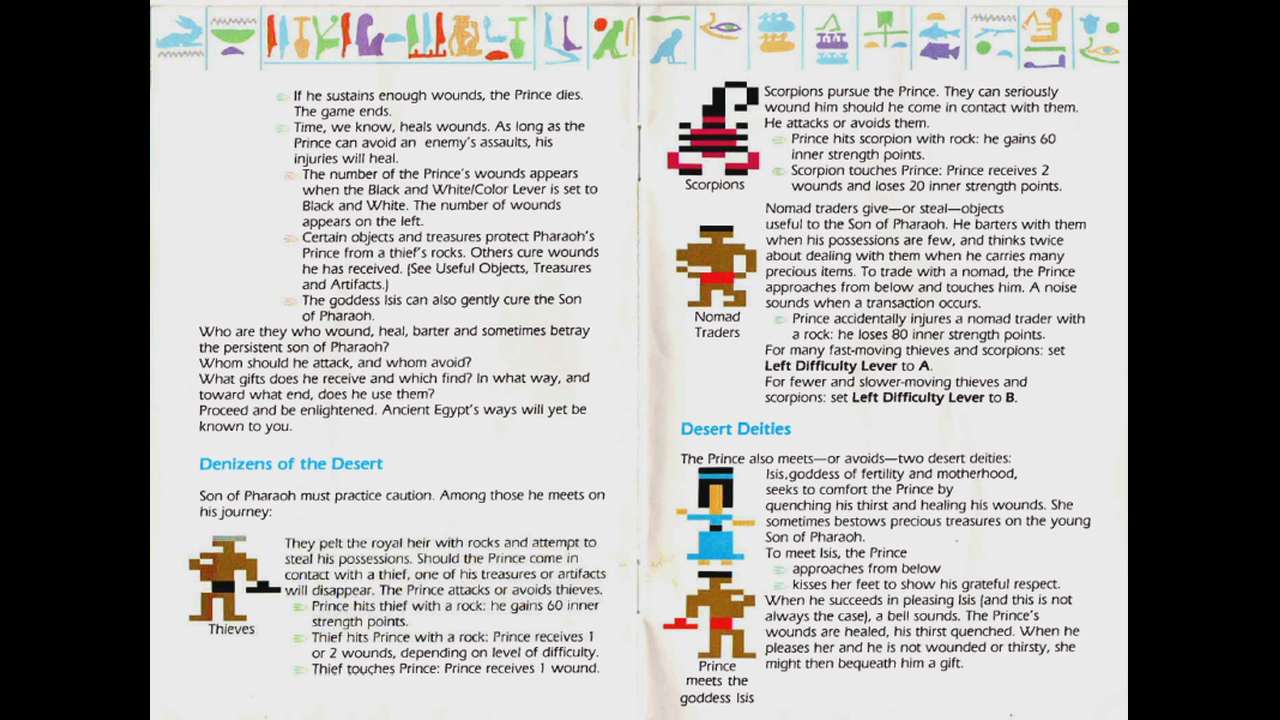 If he sustains enough wounds, the Prince dies.
The game ends.
Time, we know, heals wounds. As long as the
Prince can avoid an enemy's assaults, his
injuries will heal.
The number of the Prince's wounds appears
when the Black and White/Color Lever is set to
Black and White. The number of wounds
appears on the left.
Certain objects and treasures protect Pharaoh's
Prince from a thief's rocks. Others cure wounds
he has received. (See Useful Objects, Treasures
and Artifacts.)
The goddess Isis can also gently cure the Son
of Pharaoh.
Who are they who wound, heal, barter and sometimes betray
the persistent son of Pharaoh?
Whom should he attack, and whom avoid?
What gifts does he receive and which find? In what way, and
toward what end, does he use them?
Proceed and be enlightened. Ancient Egypt's ways will yet be
known to you.
Denizens of the Desert
Son of Pharaoh must practice caution. Among those he meets on
his journey:
They pelt the royal heir with rocks and attempt to
steal his possessions. Should the Prince come in
contact with a thief, one of his treasures or artifacts
will disappear. The Prince attacks or avoids thieves.
Prince hits thief with a rock: he gains 60 inner
strength points.
Thief hits Prince with a rock: Prince receives 1
or 2 wounds, depending on level of difficulty.
Thief touches Prince: Prince receives 1 wound.
Thieves
Scorpions pursue the Prince. They can seriously
wound him should he come in contact with them.
He attacks or avoids them.
Prince hits scorpion with rock: he gains 60
inner strength points.
Scorpion touches Prince: Prince receives 2
wounds and loses 20 inner strength points.
Scorpions
Nomad traders give—or steal—objects
useful to the Son of Pharaoh. He barters with them
when his possessions are few, and thinks twice
about dealing with them when he carries many
precious items. To trade with a nomad, the Prince
approaches from below and touches him. A noise
sounds when a transaction occurs.
Prince accidentally injures a nomad trader with
a rock: he loses 80 inner strength points.
Nomad
Traders
For many fast-moving thieves and scorpions: set
Left Difficulty Lever to A.
For fewer and slower-moving thieves and
scorpions: set Left Difficulty Lever to B.
Desert Deities
The Prince also meets—or avoids—two desert deities:
Isis,goddess of fertility and motherhood,
seeks to comfort the Prince by
quenching his thirst and healing his wounds. She
sometimes bestows precious treasures on the young
Son of Pharaoh.
To meet Isis, the Prince
approaches from below
kisses her feet to show his grateful respect.
When he succeeds in pleasing Isis (and this is not
always the case), a bell sounds. The Prince's
wounds are healed, his thirst quenched. When he
pleases her and he is not wounded or thirsty, she
might then bequeath him a gift.
Prince
meets the
goddess Isis